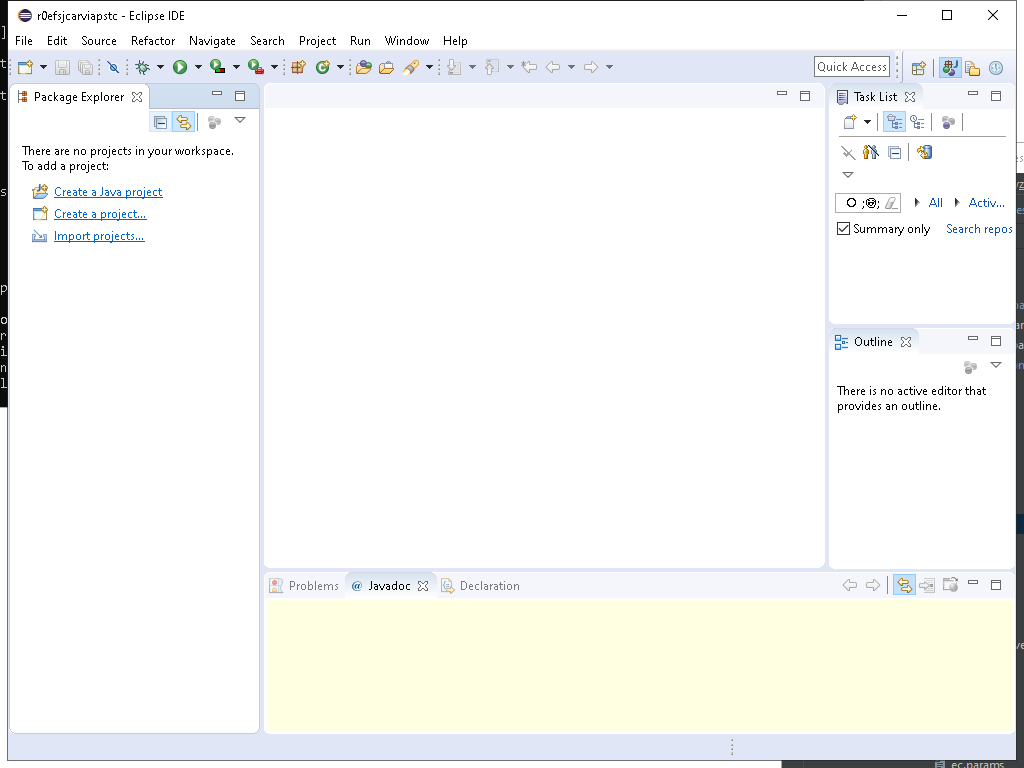 r0efsjcarviapstc - Eclipse IDE
File Edit Source Refactor Navigate Search Project Run Window Help
Quick Access
Package Explorer
There are no projects in your workspace.
To add a project:
Create a Java project
Create a project...
Import projects...
Task List
All Activ...
Summary only Search repos
Outline
There is no active editor that
provides an outline.
Problems @ Javadoc Declaration
ec.params